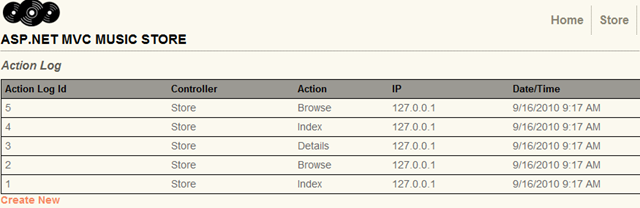 Home Store
ASP.NET MVC MUSIC STORE
Action Log
Action Log Id Controller Action IP Date/Time
5 Store Browse 127.0.0.1 9/16/2010 9:17 AM
4 Store Index 127.0.0.1 9/16/2010 9:17 AM
3 Store Details 127.0.0.1 9/16/2010 9:17 AM
2 Store Browse 127.0.0.1 9/16/2010 9:17 AM
1 Store Index 127.0.0.1 9/16/2010 9:17 AM
Create New